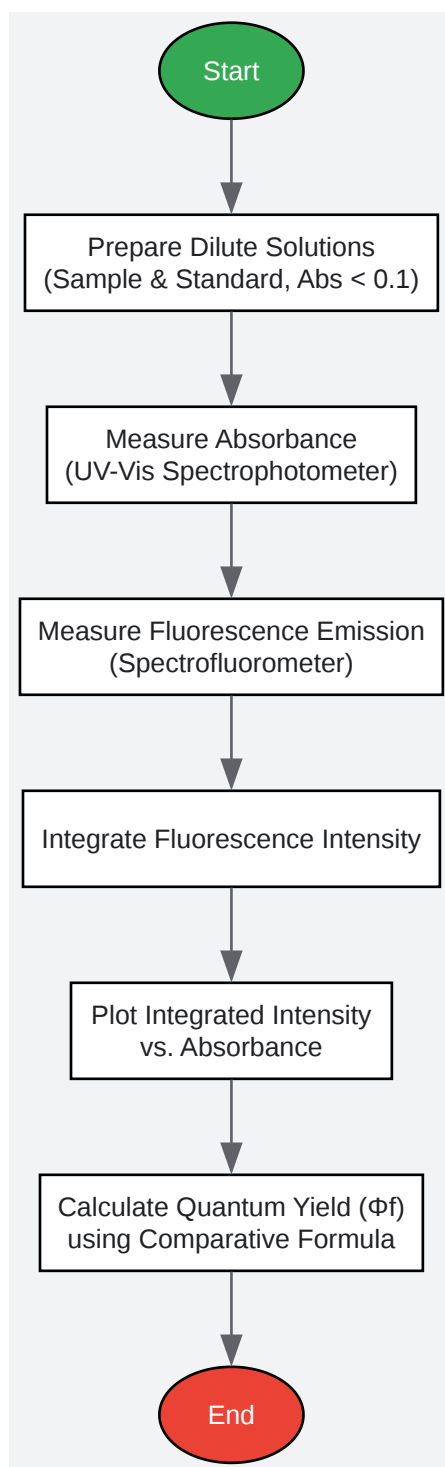 Start
Prepare Dilute Solutions
(Sample & Standard, Abs < 0.1)
Measure Absorbance
(UV-Vis Spectrophotometer)
Measure Fluorescence Emission
(Spectrofluorometer)
Integrate Fluorescence Intensity
Plot Integrated Intensity
vs. Absorbance
Calculate Quantum Yield (Φf)
using Comparative Formula
End